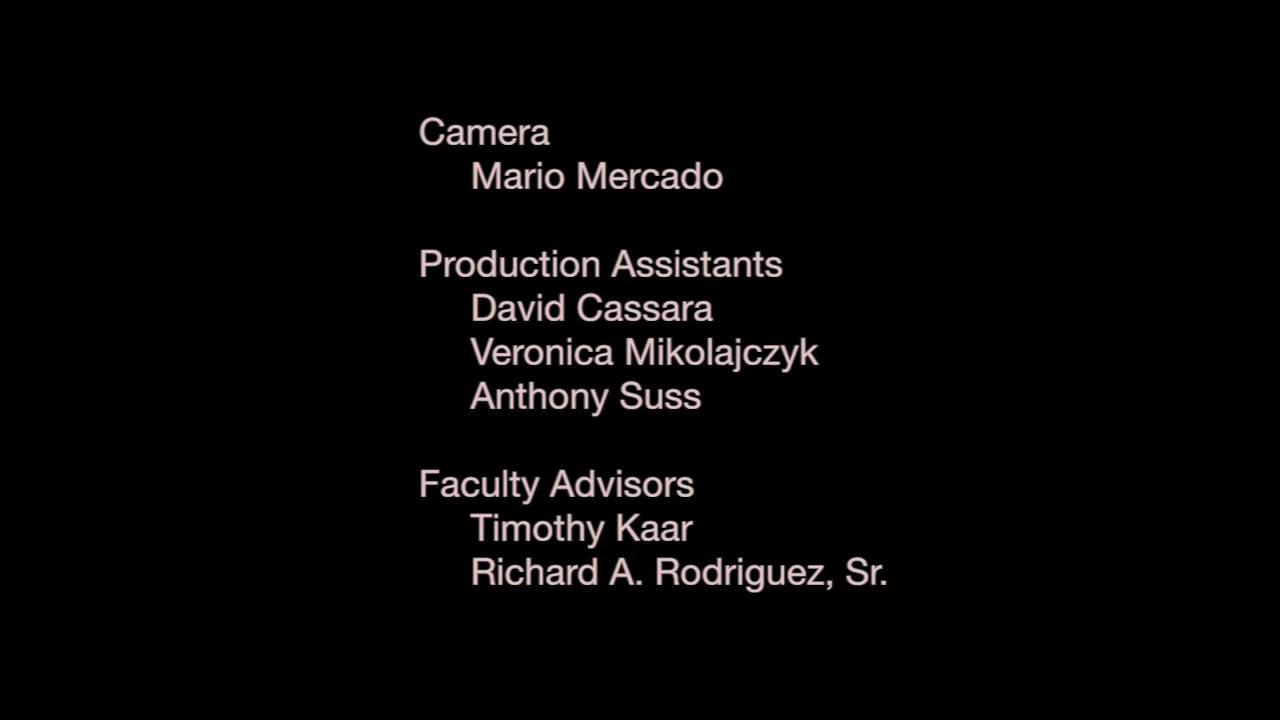 Camera
Mario Mercado
Production Assistants
David Cassara
Veronica Mikolajczyk
Anthony Suss
Faculty Advisors
Timothy Kaar
Richard A. Rodriguez, Sr.